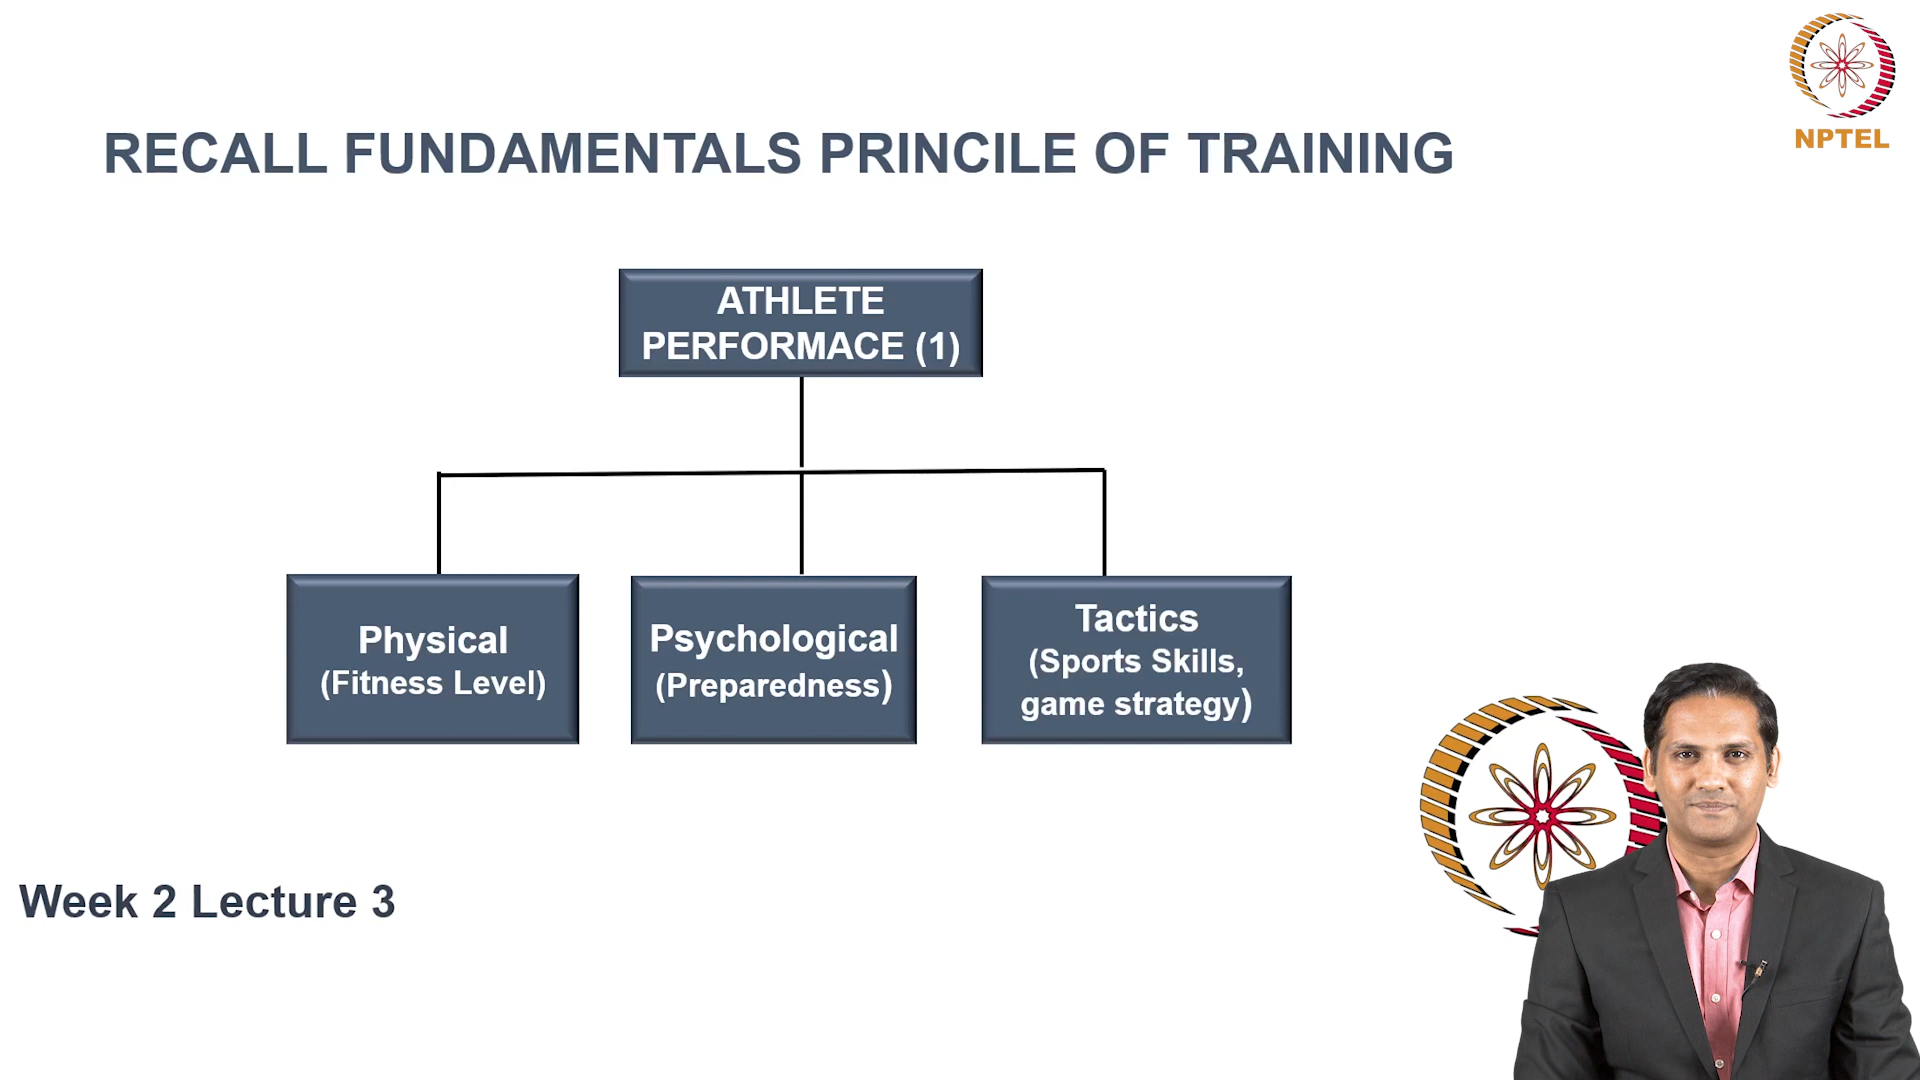 NPTEL
RECALL FUNDAMENTALS PRINCILE OF TRAINING
ATHLETE
PERFORMACE (1)
Physical
(Fitness Level)
Psychological
(Preparedness)
Tactics
(Sports Skills,
game strategy)
Week 2 Lecture 3